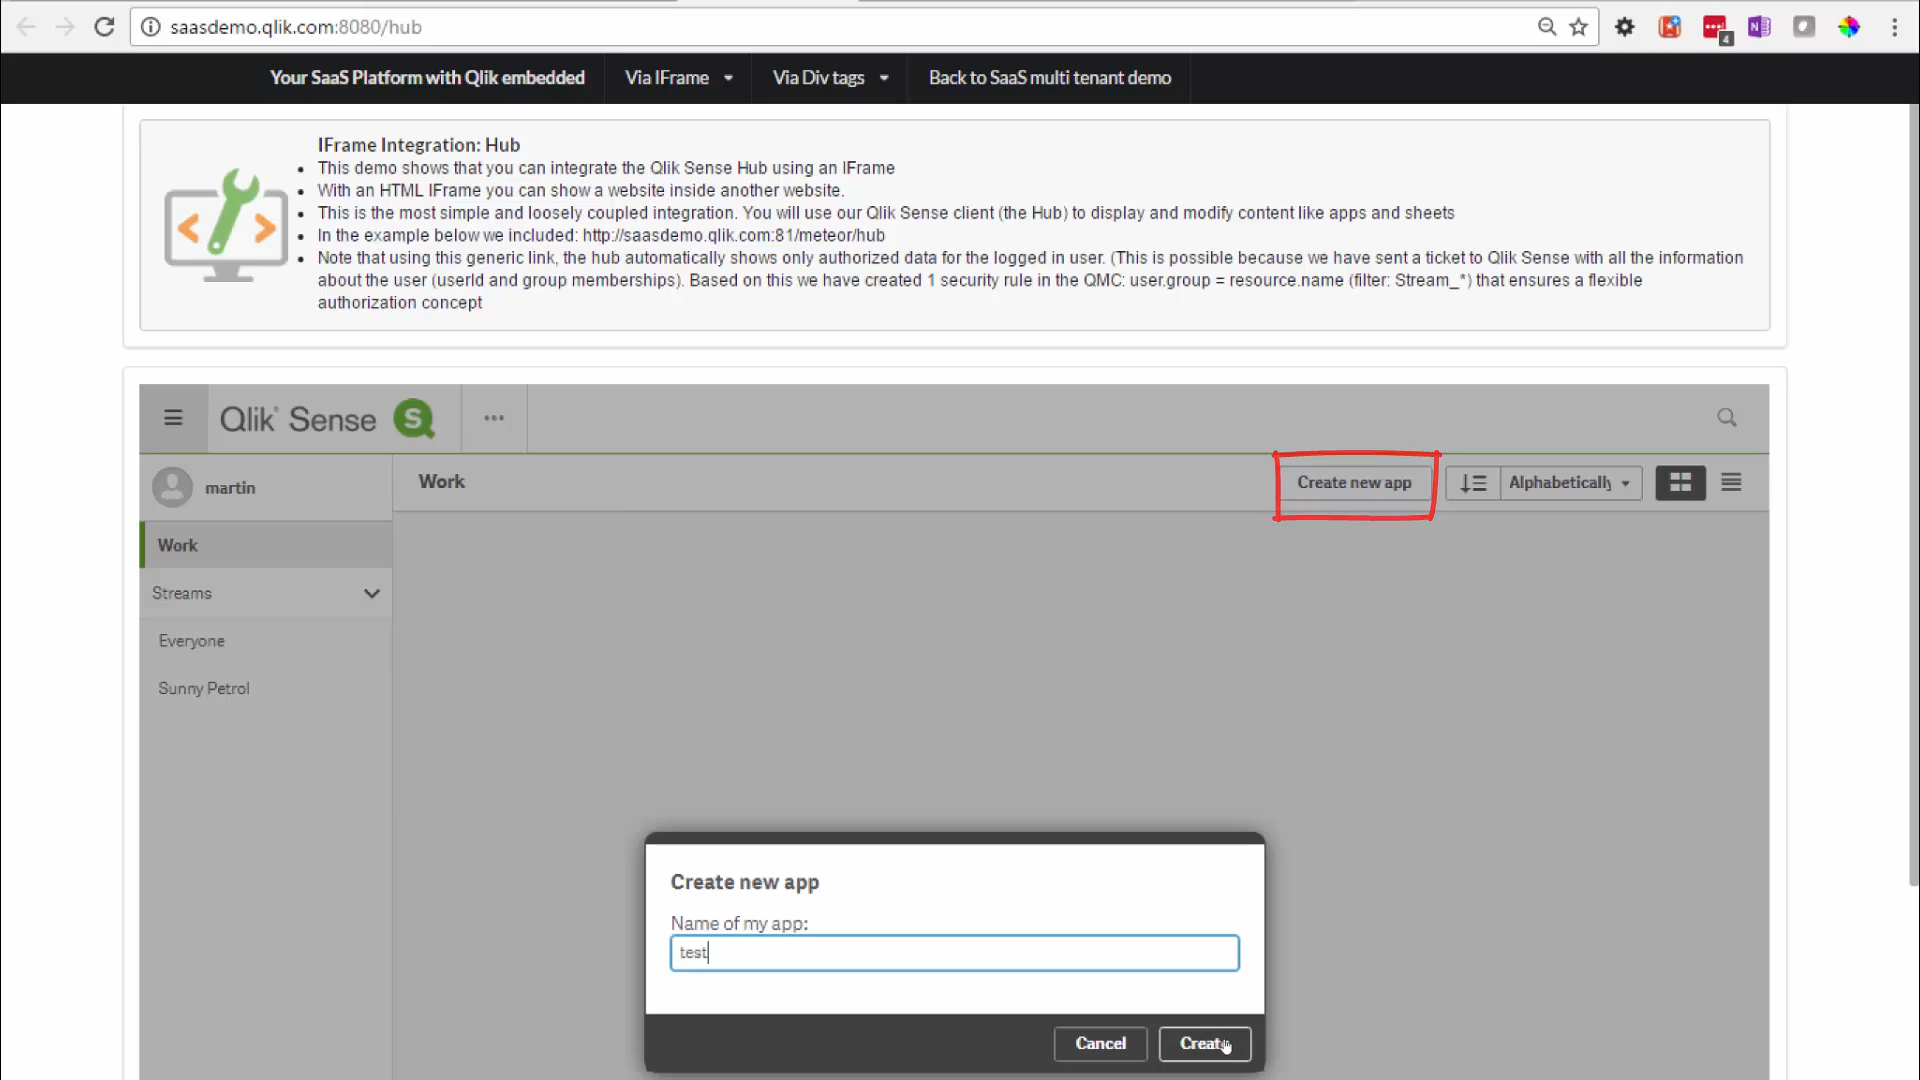 saasdemo.qlik.com:8080/hub
4
Your SaaS Platform with Qlik embedded
Via IFrame
Via Div tags
Back to SaaS multi tenant demo
IFrame Integration: Hub
This demo shows that you can integrate the Qlik Sense Hub using an IFrame
With an HTML IFrame you can show a website inside another website.
This is the most simple and loosely coupled integration. You will use our Qlik Sense client (the Hub) to display and modify content like apps and sheets
In the example below we included: http://saasdemo.qlik.com:81/meteor/hub
Note that using this generic link, the hub automatically shows only authorized data for the logged in user. (This is possible because we have sent a ticket to Qlik Sense with all the information
about the user (userId and group memberships). Based on this we have created 1 security rule in the QMC: user.group = resource.name (filter: Stream_*) that ensures a flexible
authorization concept
Qlik Sense S
martin
Work
Create new app
Alphabetically
Work
Streams
Everyone
Sunny Petrol
Create new app
Name of my app:
test
Cancel
Create